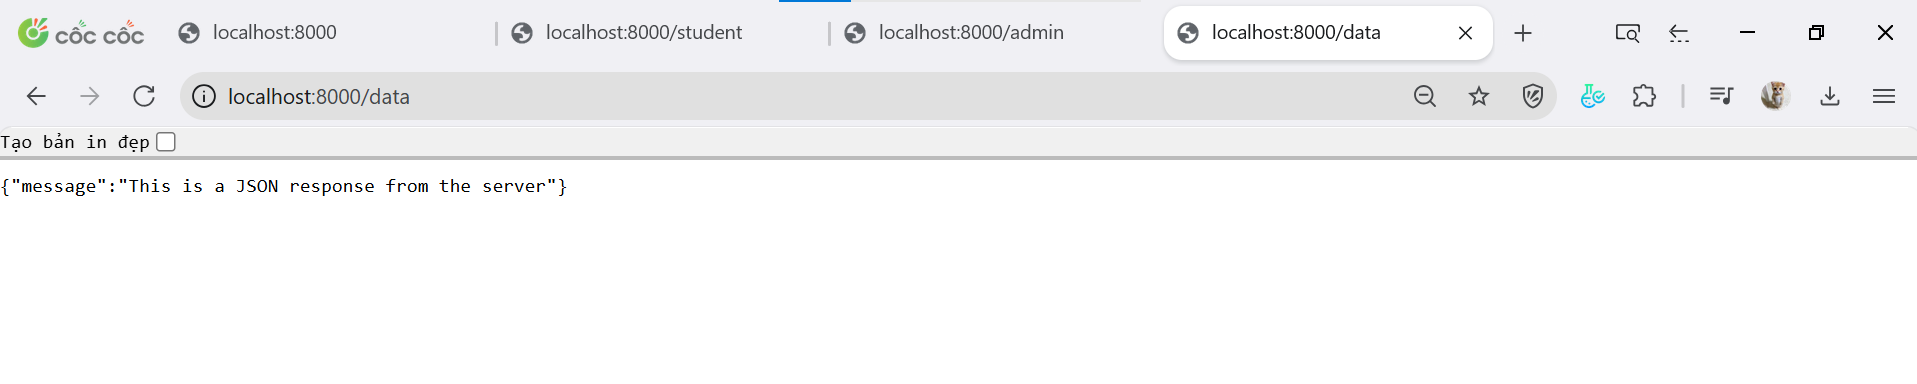 cốc cốc localhost:8000 localhost:8000/student localhost:8000/admin localhost:8000/data
localhost:8000/data
Tạo bản in đẹp
{"message":"This is a JSON response from the server"}